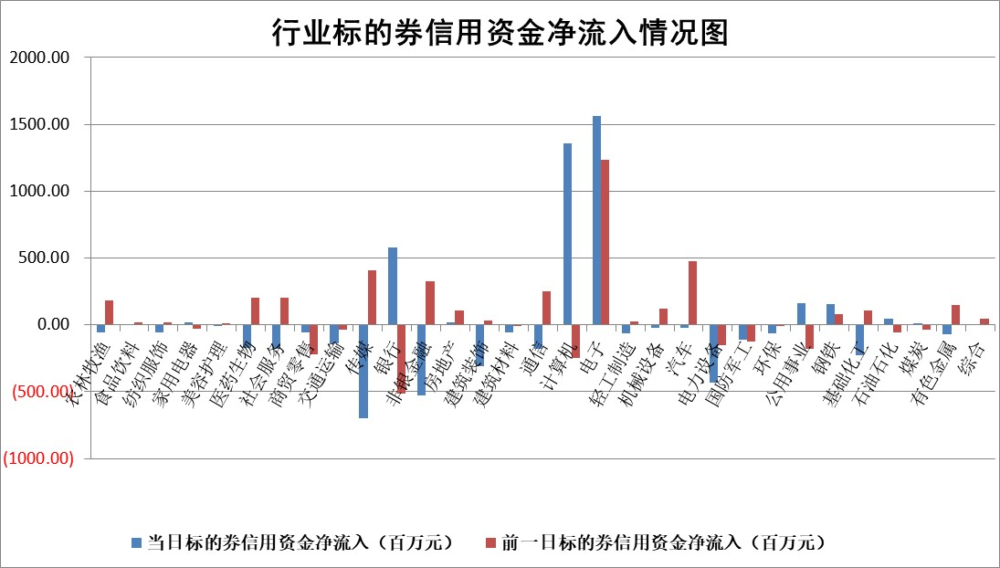 行业标的券信用资金净流入情况图
2000.00
1500.00
1000.00
500.00
0.00
(500.00)
(1000.00)
农林牧渔
食品饮料
纺织服饰
家用电器
美容护理
医药生物
社会服务
商贸零售
交通运输
传媒
银行
非银金融
房地产
建筑装饰
建筑材料
通信
计算机
电子
轻工制造
机械设备
汽车
电力设备
国防军工
环保
公用事业
钢铁
基础化工
石油石化
煤炭
有色金属
综合
当日标的券信用资金净流入（百万元）
前一日标的券信用资金净流入（百万元）